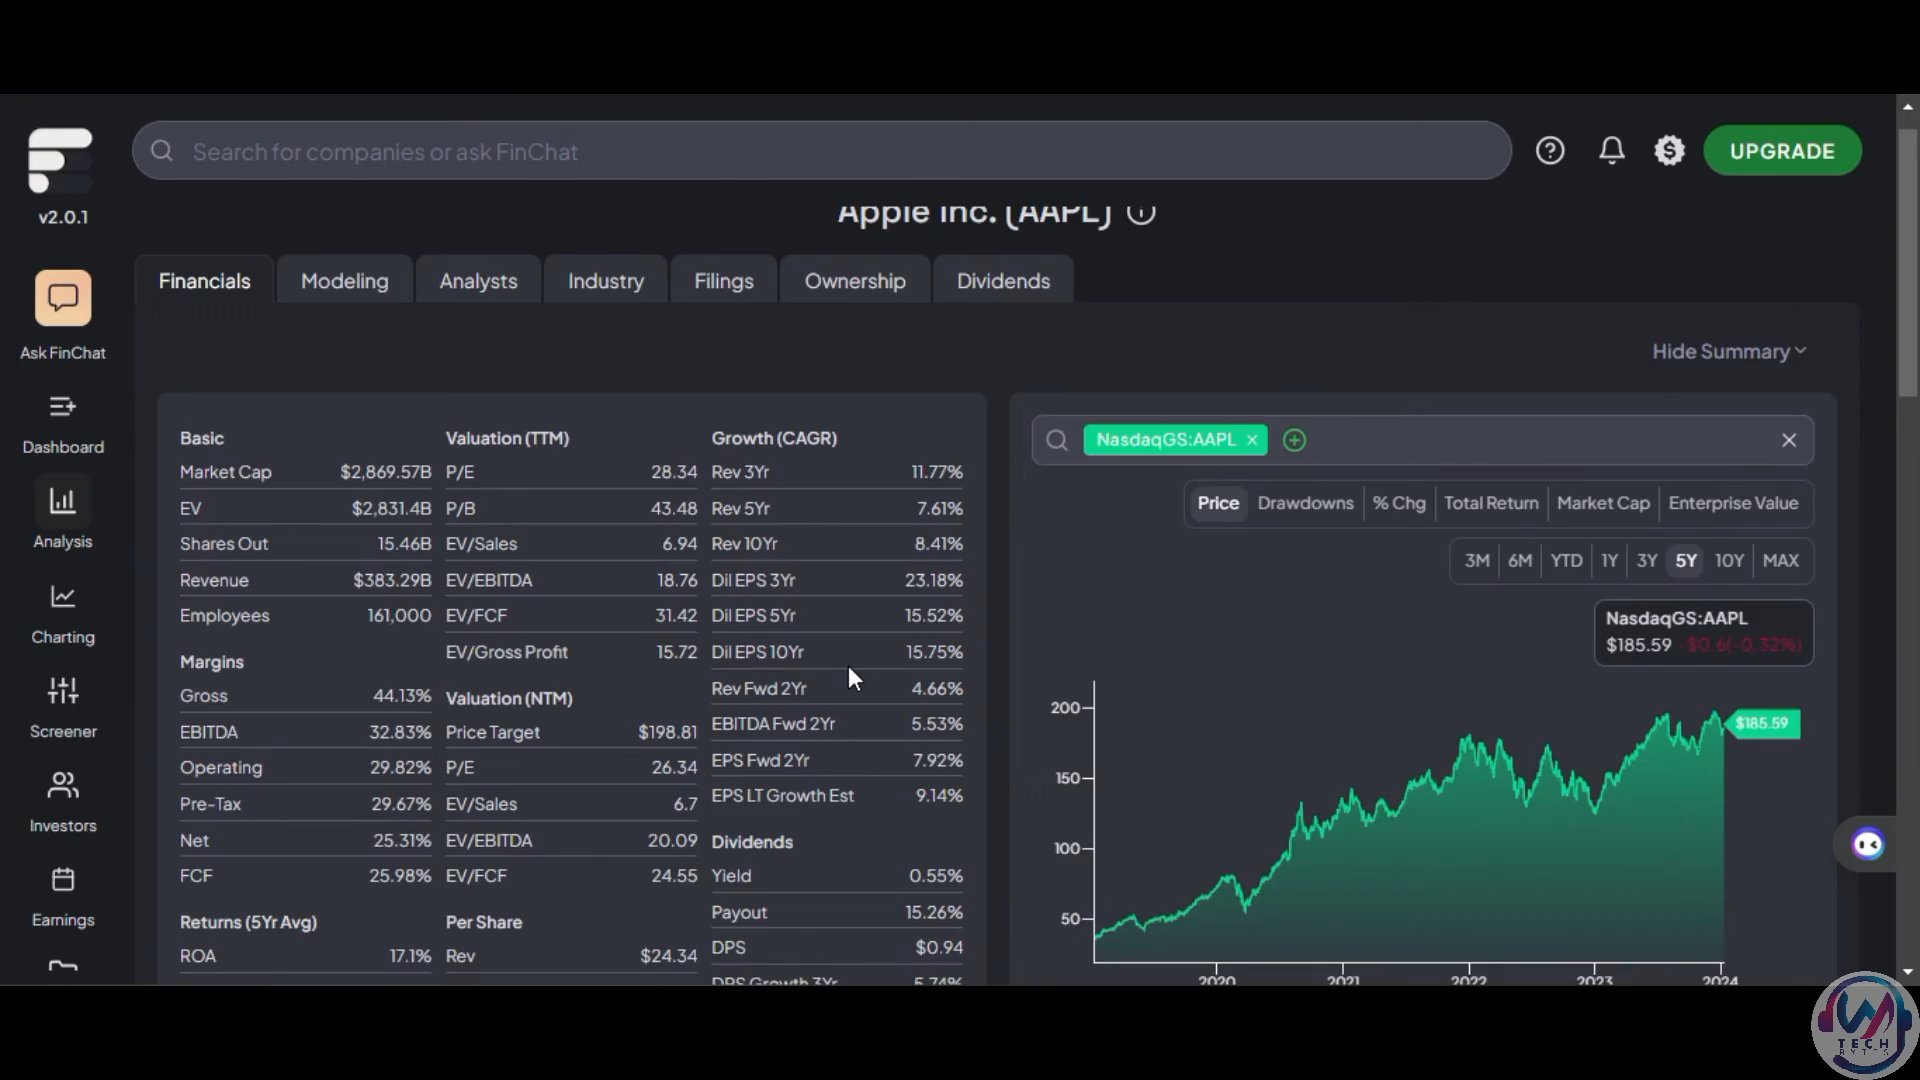 Search for companies or ask FinChat
UPGRADE
v2.0.1
Apple Inc. (AAPL)
Financials
Modeling
Analysts
Industry
Filings
Ownership
Dividends
Hide Summary
Ask FinChat
Dashboard
Analysis
Charting
Screener
Investors
Earnings
Basic
Market Cap $2,869.57B
EV $2,831.4B
Shares Out 15.46B
Revenue $383.29B
Employees 161,000
Margins
Gross 44.13%
EBITDA 32.83%
Operating 29.82%
Pre-Tax 29.67%
Net 25.31%
FCF 25.98%
Returns (5Yr Avg)
ROA 17.1%
Valuation (TTM)
P/E 28.34
P/B 43.48
EV/Sales 6.94
EV/EBITDA 18.76
EV/FCF 31.42
EV/Gross Profit 15.72
Valuation (NTM)
Price Target $198.81
P/E 26.34
EV/Sales 6.7
EV/EBITDA 20.09
EV/FCF 24.55
Per Share
Rev $24.34
Growth (CAGR)
Rev 3Yr 11.77%
Rev 5Yr 7.61%
Rev 10Yr 8.41%
Dil EPS 3Yr 23.18%
Dil EPS 5Yr 15.52%
Dil EPS 10Yr 15.75%
Rev Fwd 2Yr 4.66%
EBITDA Fwd 2Yr 5.53%
EPS Fwd 2Yr 7.92%
EPS LT Growth Est 9.14%
Dividends
Yield 0.55%
Payout 15.26%
DPS $0.94
DPS Growth 3Yr 5.74%
NasdaqGS:AAPL
Price Drawdowns % Chg Total Return Market Cap Enterprise Value
3M 6M YTD 1Y 3Y 5Y 10Y MAX
NasdaqGS:AAPL
$185.59 -$0.6(-0.32%)
200
$185.59
150
100
50
2020 2021 2022 2023 2024
TECH
BYTES